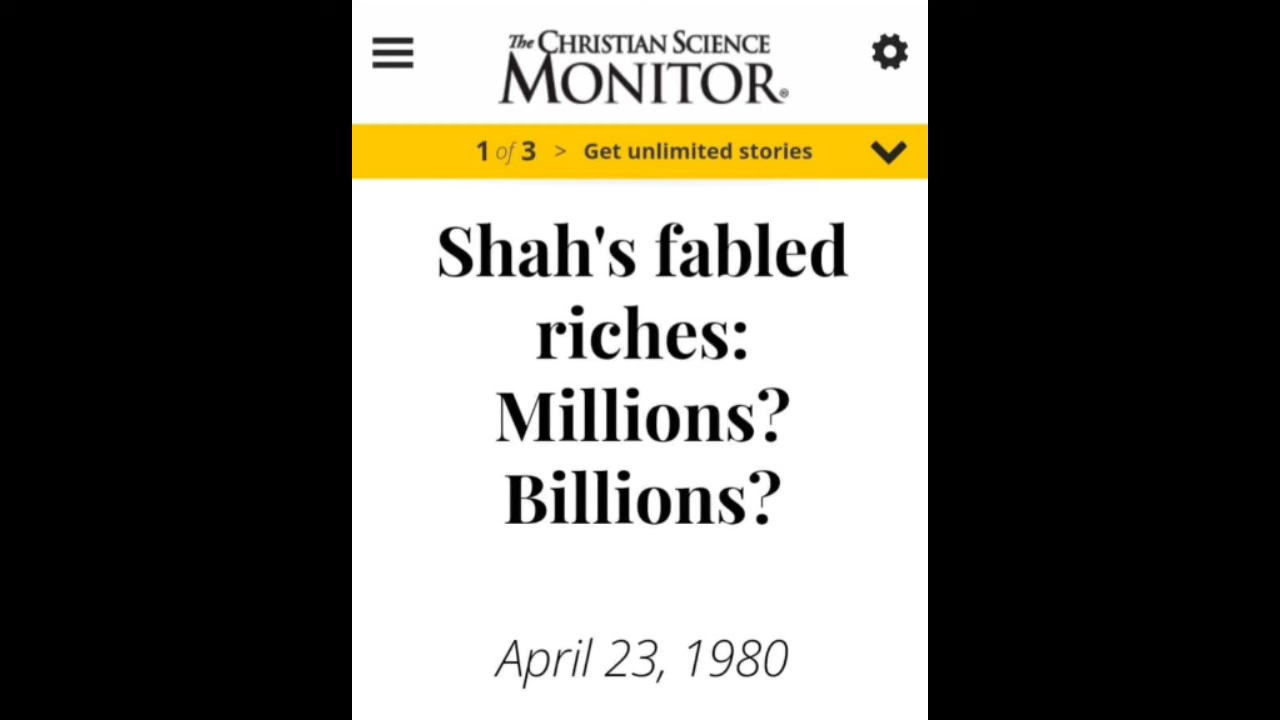 The CHRISTIAN SCIENCE
MONITOR®
1 of 3 > Get unlimited stories
Shah's fabled
riches:
Millions?
Billions?
April 23, 1980